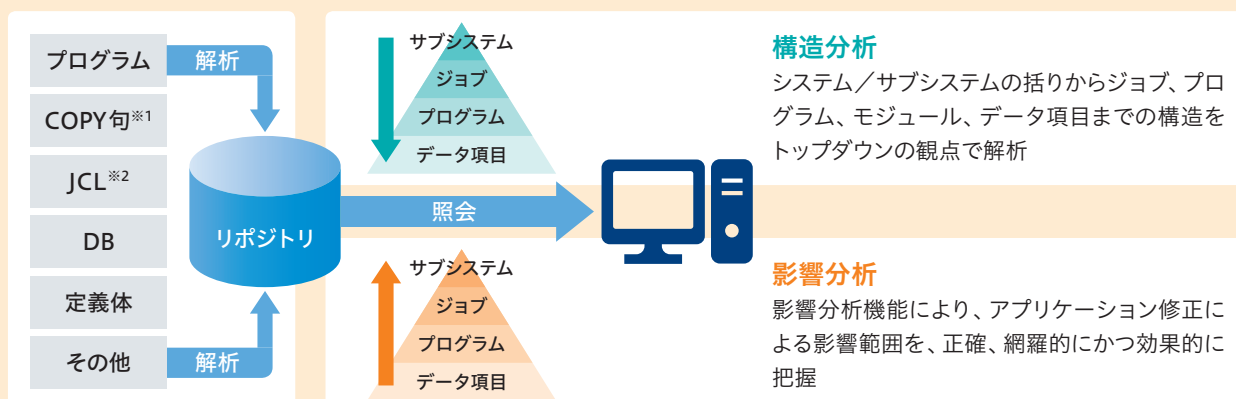 プログラム
解析
COPY句※1
JCL※2
DB
定義体
その他
解析
リポジトリ
サブシステム
ジョブ
プログラム
データ項目
照会
サブシステム
ジョブ
プログラム
データ項目
構造分析
システム／サブシステムの括りからジョブ、プロ
グラム、モジュール、データ項目までの構造を
トップダウンの観点で解析
影響分析
影響分析機能により、アプリケーション修正に
よる影響範囲を、正確、網羅的にかつ効果的に
把握